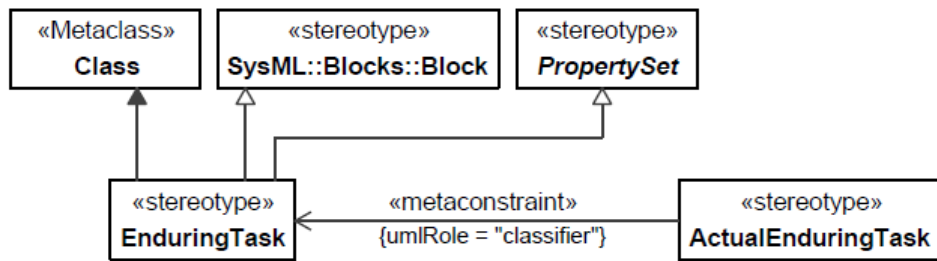 «Metaclass»
Class
«stereotype»
SysML::Blocks::Block
«stereotype»
PropertySet
«stereotype»
EnduringTask
«metaconstraint»
{umlRole = "classifier"}
«stereotype»
ActualEnduringTask